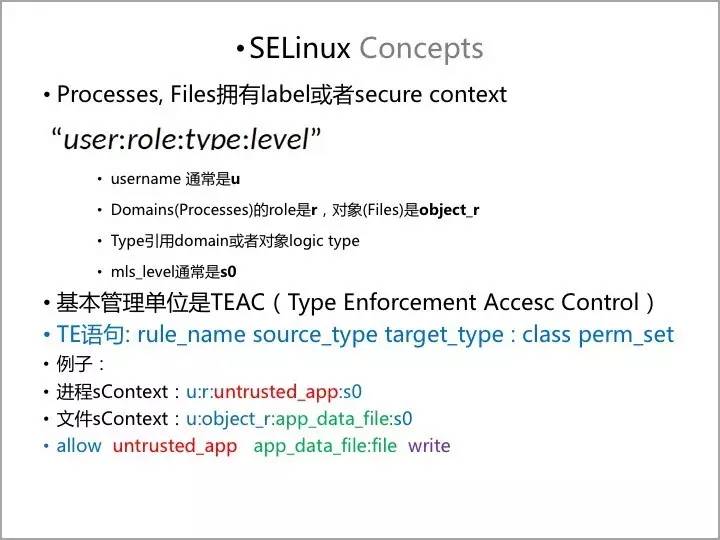 •SELinux Concepts
• Processes, Files拥有label或者secure context
“user:role:type:level”
• username 通常是u
• Domains(Processes)的role是r，对象(Files)是object_r
• Type引用domain或者对象logic type
• mls_level通常是s0
• 基本管理单位是TEAC（Type Enforcement Accesc Control）
• TE语句: rule_name source_type target_type : class perm_set
• 例子：
• 进程sContext：u:r:untrusted_app:s0
• 文件sContext：u:object_r:app_data_file:s0
• allow untrusted_app app_data_file:file write